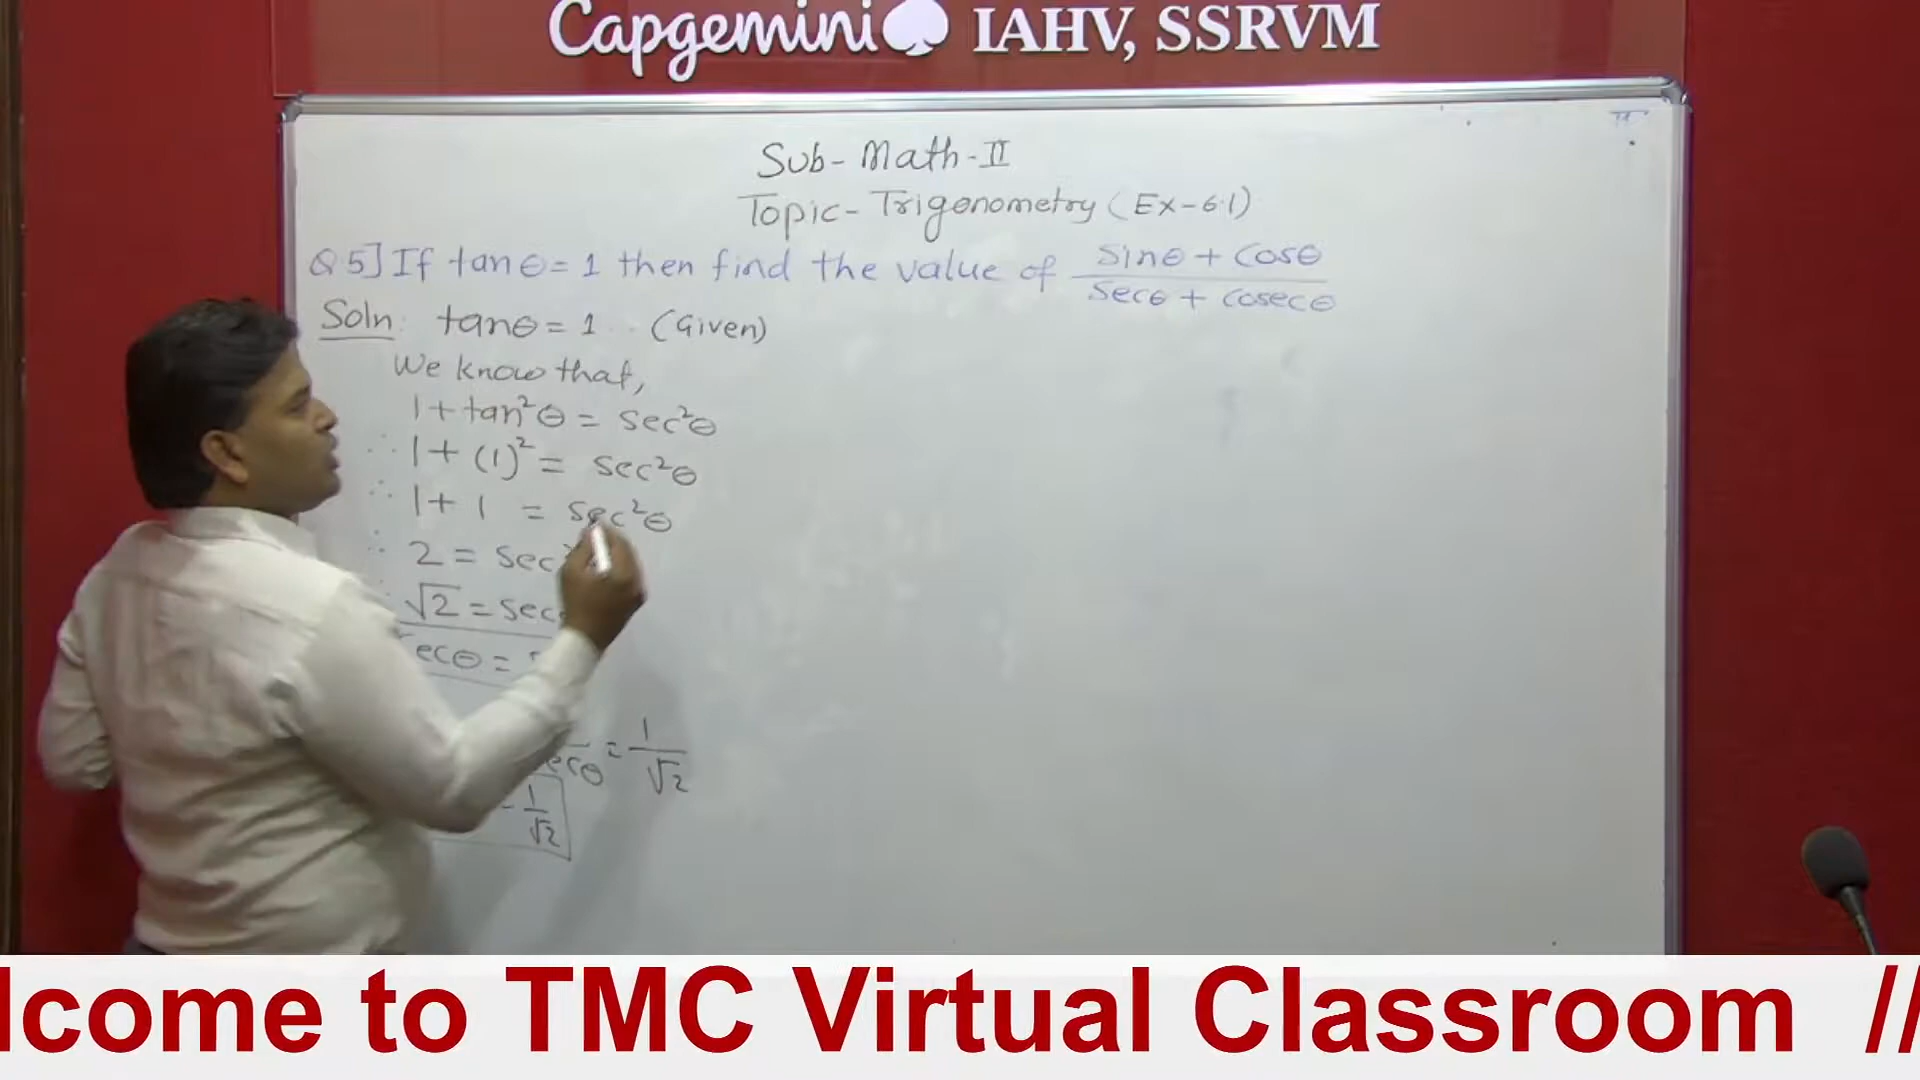 Capgemini IAHV, SSRVM
Sub- Math-II
Topic- Trigonometry (Ex-6.1)
Q5] If tanθ = 1 then find the value of sinθ + cosθ / secθ + cosecθ
Soln: tanθ = 1 .. (Given)
We know that,
1 + tan²θ = sec²θ
∴ 1 + (1)² = sec²θ
∴ 1 + 1 = sec²θ
∴ 2 = sec
√2 = sec
ecθ =
ecθ = 1/√2
1/√2
lcome to TMC Virtual Classroom //